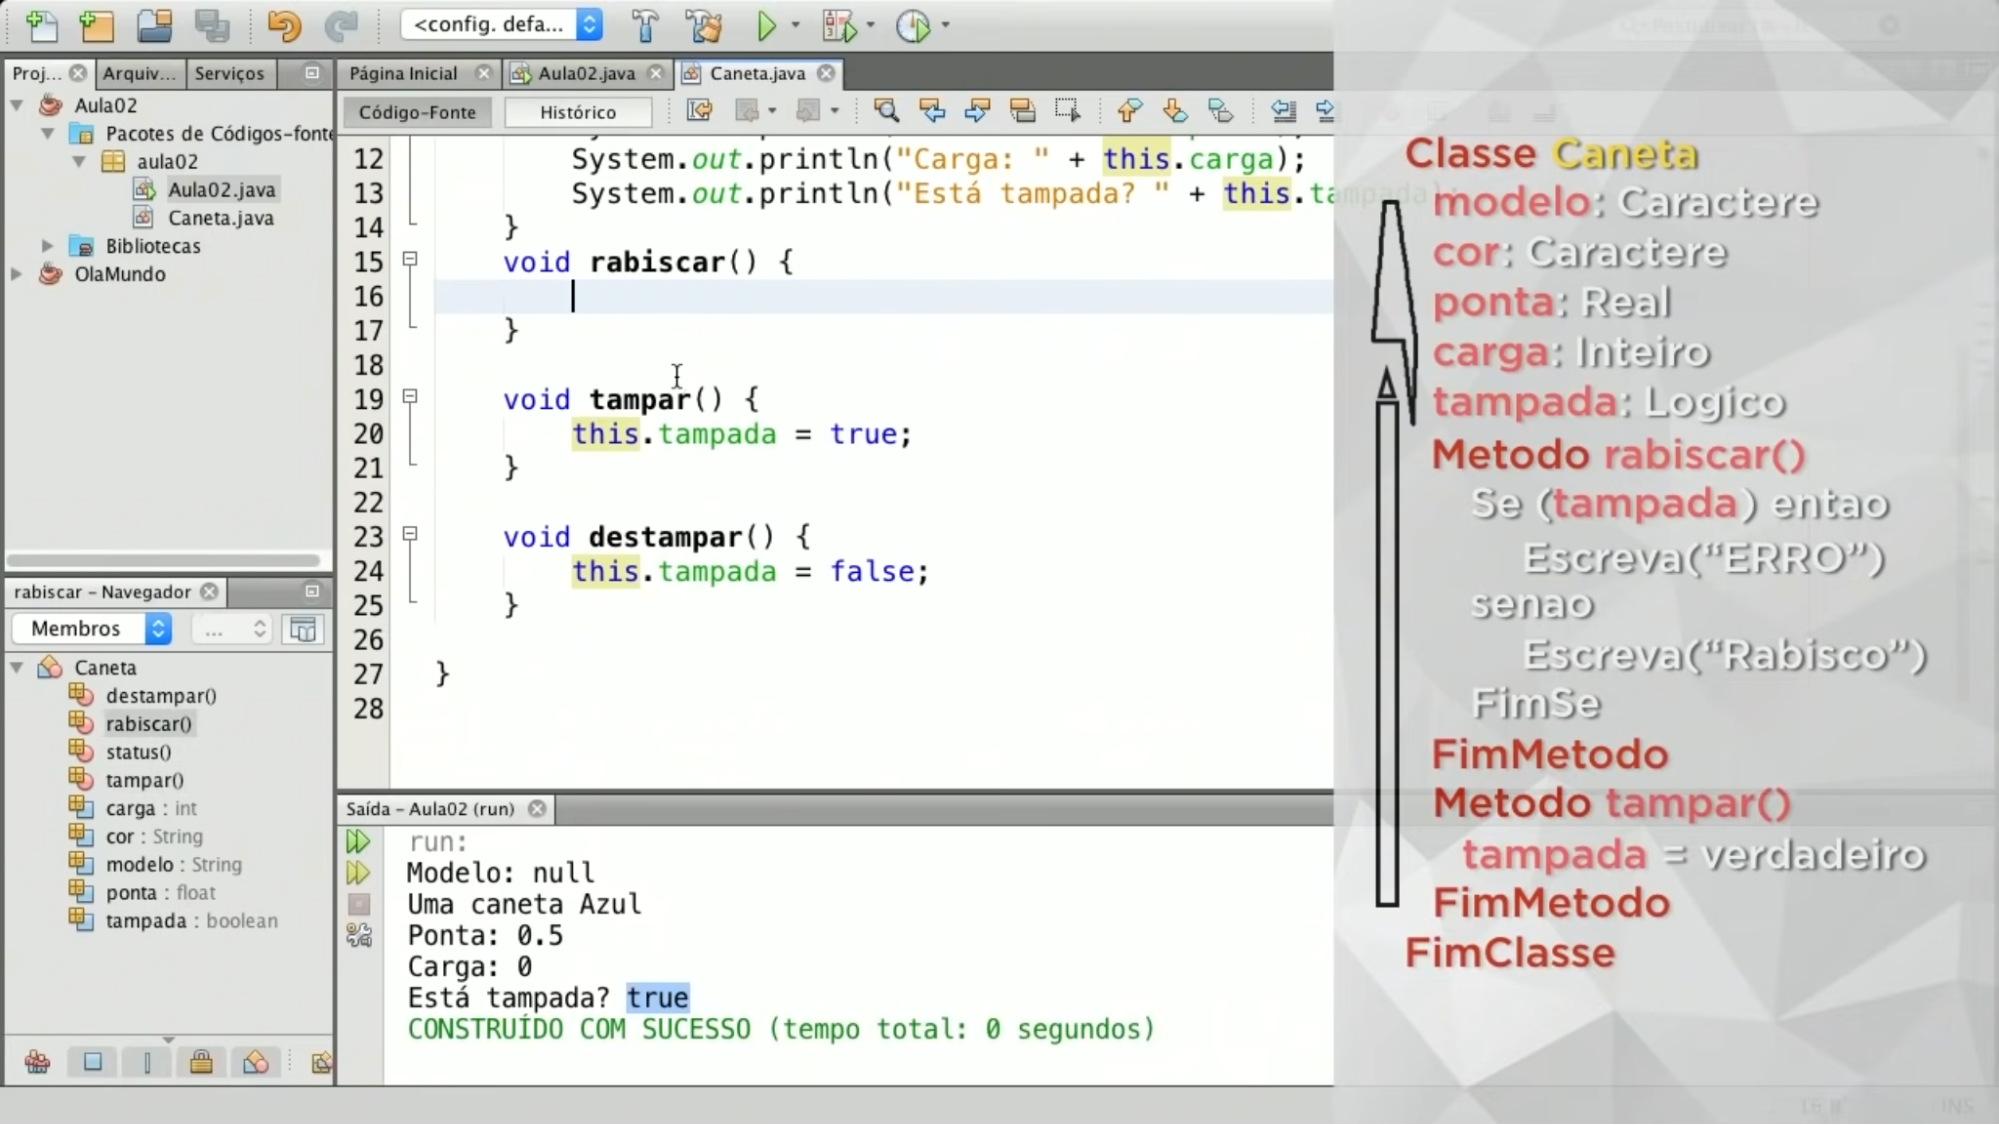 <config. defa...
Proj...
Arquiv...
Serviços
Página Inicial
Aula02.java
Caneta.java
Código-Fonte
Histórico
Aula02
Pacotes de Códigos-fonte
aula02
Aula02.java
Caneta.java
Bibliotecas
OlaMundo
12 System.out.println("Carga: " + this.carga);
13 System.out.println("Está tampada? " + this.tampada);
14 }
15 void rabiscar() {
16
17 }
18
19 void tampar() {
20 this.tampada = true;
21 }
22
23 void destampar() {
24 this.tampada = false;
25 }
26
27 }
28
rabiscar – Navegador
Membros
...
Caneta
destampar()
rabiscar()
status()
tampar()
carga : int
cor : String
modelo : String
ponta : float
tampada : boolean
Saída – Aula02 (run)
run:
Modelo: null
Uma caneta Azul
Ponta: 0.5
Carga: 0
Está tampada? true
CONSTRUÍDO COM SUCESSO (tempo total: 0 segundos)
Classe Caneta
modelo: Caractere
cor: Caractere
ponta: Real
carga: Inteiro
tampada: Logico
Metodo rabiscar()
Se (tampada) entao
Escreva(“ERRO”)
senao
Escreva(“Rabisco”)
FimSe
FimMetodo
Metodo tampar()
tampada = verdadeiro
FimMetodo
FimClasse
INS